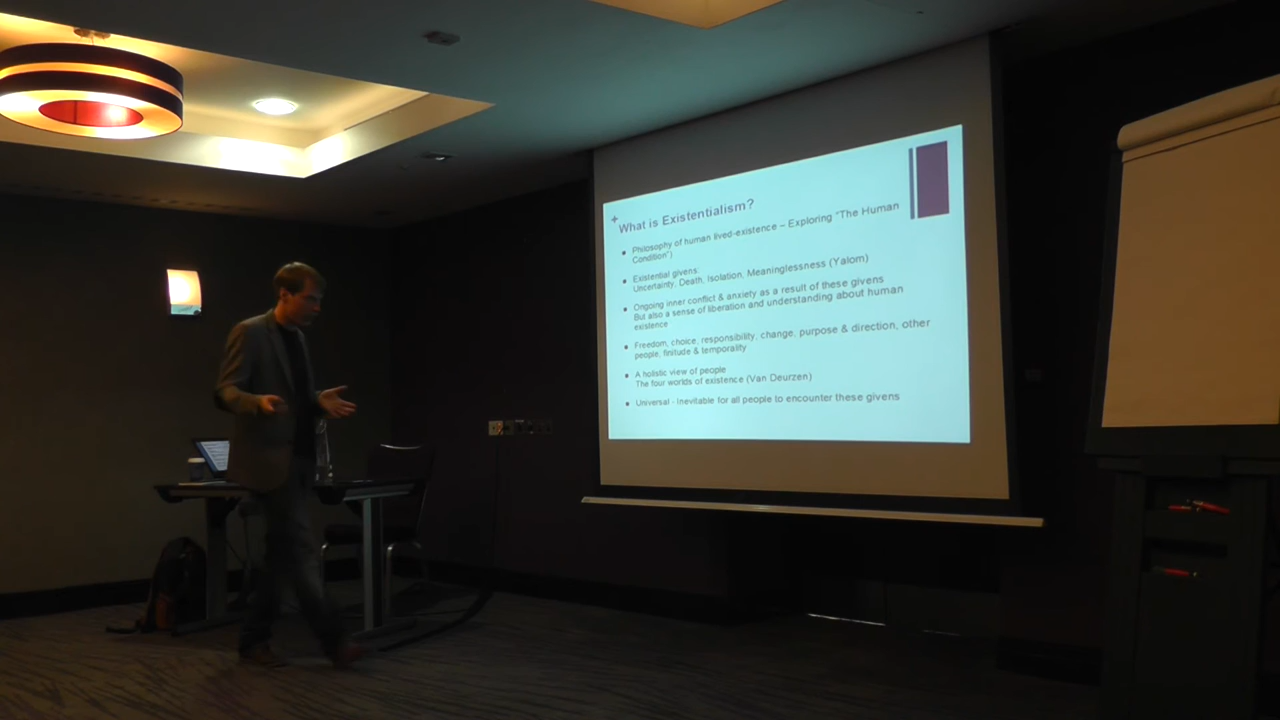 +
What is Existentialism?
• Philosophy of human lived-existence – Exploring "The Human
Condition")
• Existential givens:
Uncertainty, Death, Isolation, Meaninglessness (Yalom)
• Ongoing inner conflict & anxiety as a result of these givens
But also a sense of liberation and understanding about human
existence
• Freedom, choice, responsibility, change, purpose & direction, other
people, finitude & temporality
• A holistic view of people
The four worlds of existence (Van Deurzen)
• Universal - Inevitable for all people to encounter these givens